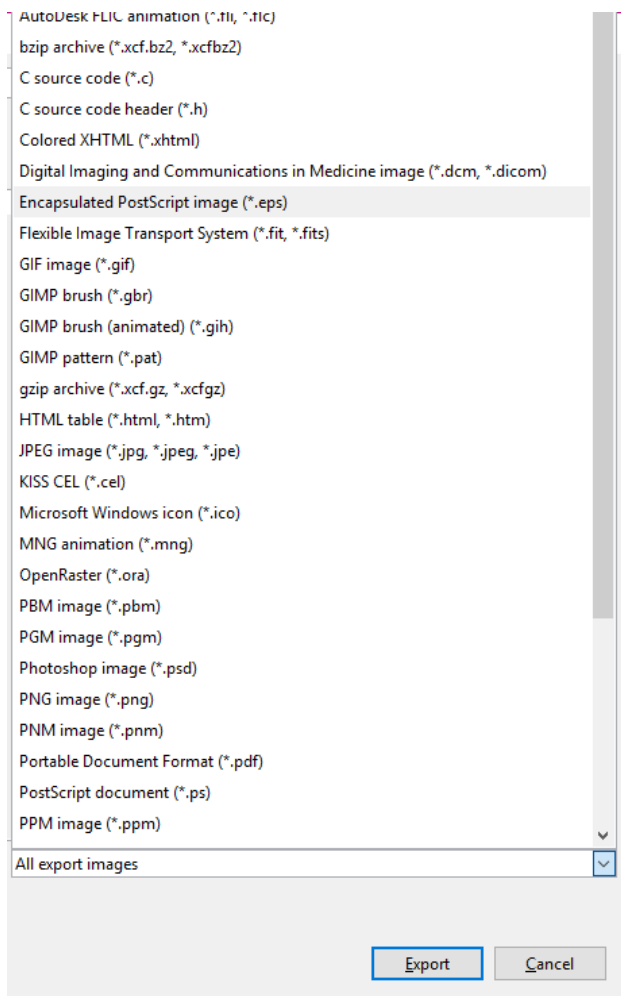 AutoDesk FLIC animation (*.fli, *.flc)
bzip archive (*.xcf.bz2, *.xcfbz2)
C source code (*.c)
C source code header (*.h)
Colored XHTML (*.xhtml)
Digital Imaging and Communications in Medicine image (*.dcm, *.dicom)
Encapsulated PostScript image (*.eps)
Flexible Image Transport System (*.fit, *.fits)
GIF image (*.gif)
GIMP brush (*.gbr)
GIMP brush (animated) (*.gih)
GIMP pattern (*.pat)
gzip archive (*.xcf.gz, *.xcfgz)
HTML table (*.html, *.htm)
JPEG image (*.jpg, *.jpeg, *.jpe)
KISS CEL (*.cel)
Microsoft Windows icon (*.ico)
MNG animation (*.mng)
OpenRaster (*.ora)
PBM image (*.pbm)
PGM image (*.pgm)
Photoshop image (*.psd)
PNG image (*.png)
PNM image (*.pnm)
Portable Document Format (*.pdf)
PostScript document (*.ps)
PPM image (*.ppm)
All export images
Export Cancel